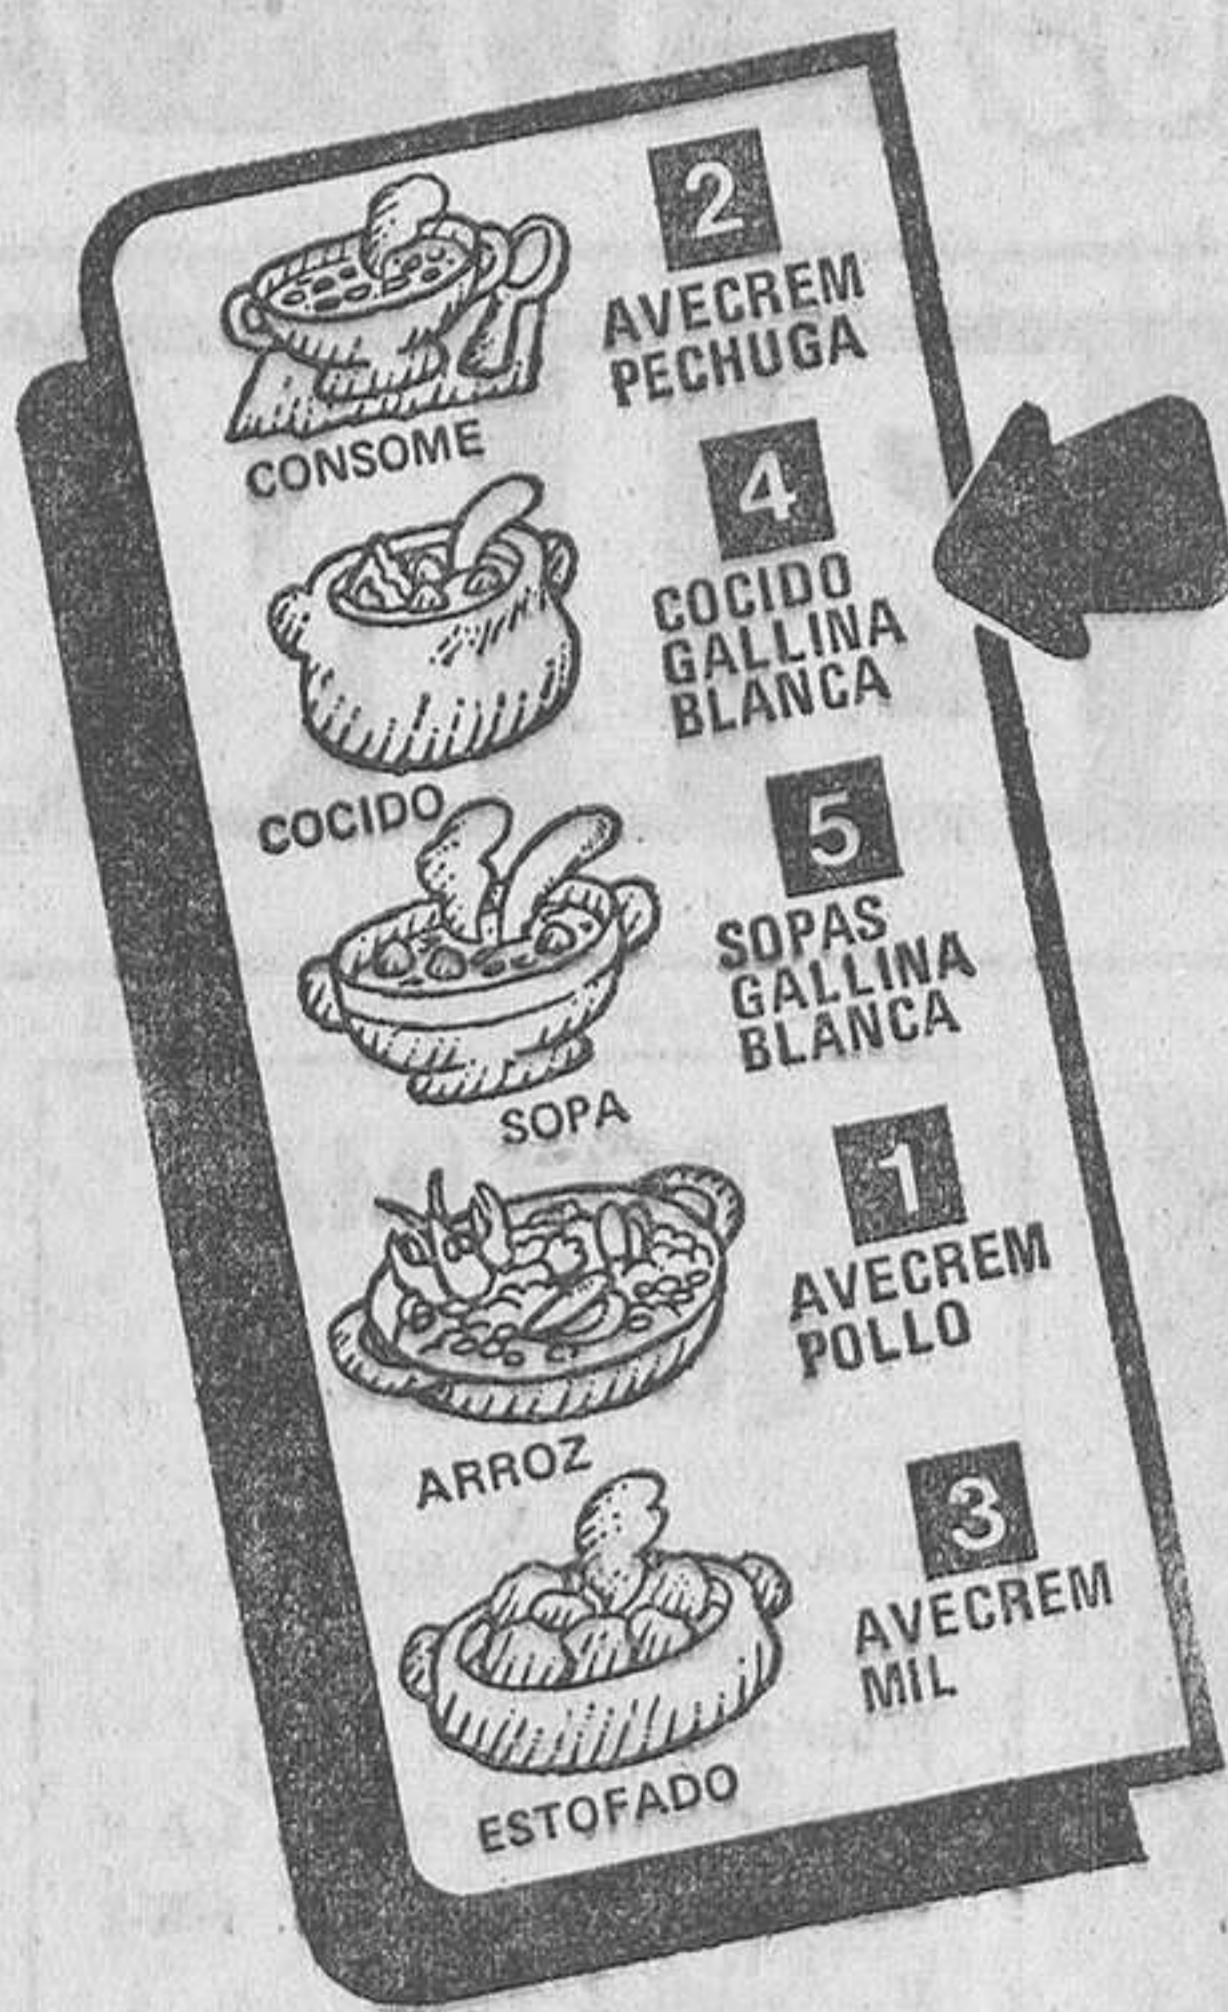 2
AVECREM
PECHUGA
CONSOME
4
COCIDO
GALLINA
BLANCA
COCIDO
5
SOPAS
GALLINA
BLANCA
SOPA
1
AVECREM
POLLO
ARROZ
3
AVECREM
MIL
ESTOFADO